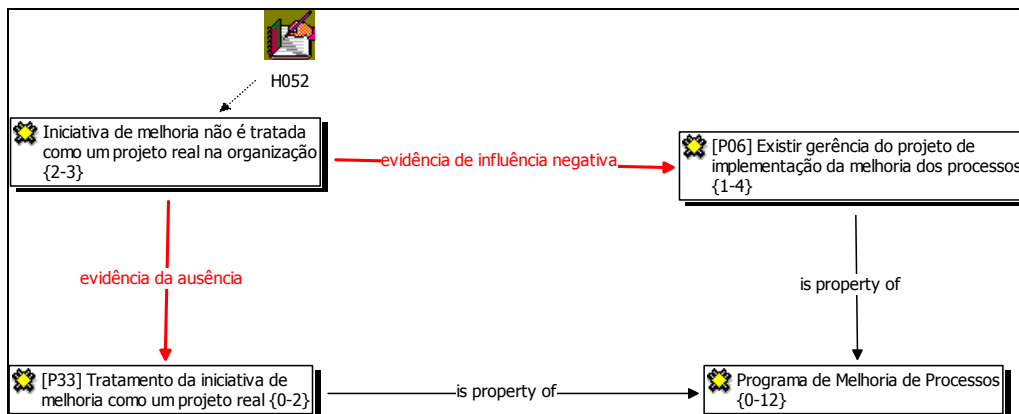 H052
Iniciativa de melhoria não é tratada
como um projeto real na organização
{2-3}
evidência de influência negativa
[P06] Existir gerência do projeto de
implementação da melhoria dos processos
{1-4}
evidência da ausência
is property of
[P33] Tratamento da iniciativa de
melhoria como um projeto real {0-2}
is property of
Programa de Melhoria de Processos
{0-12}